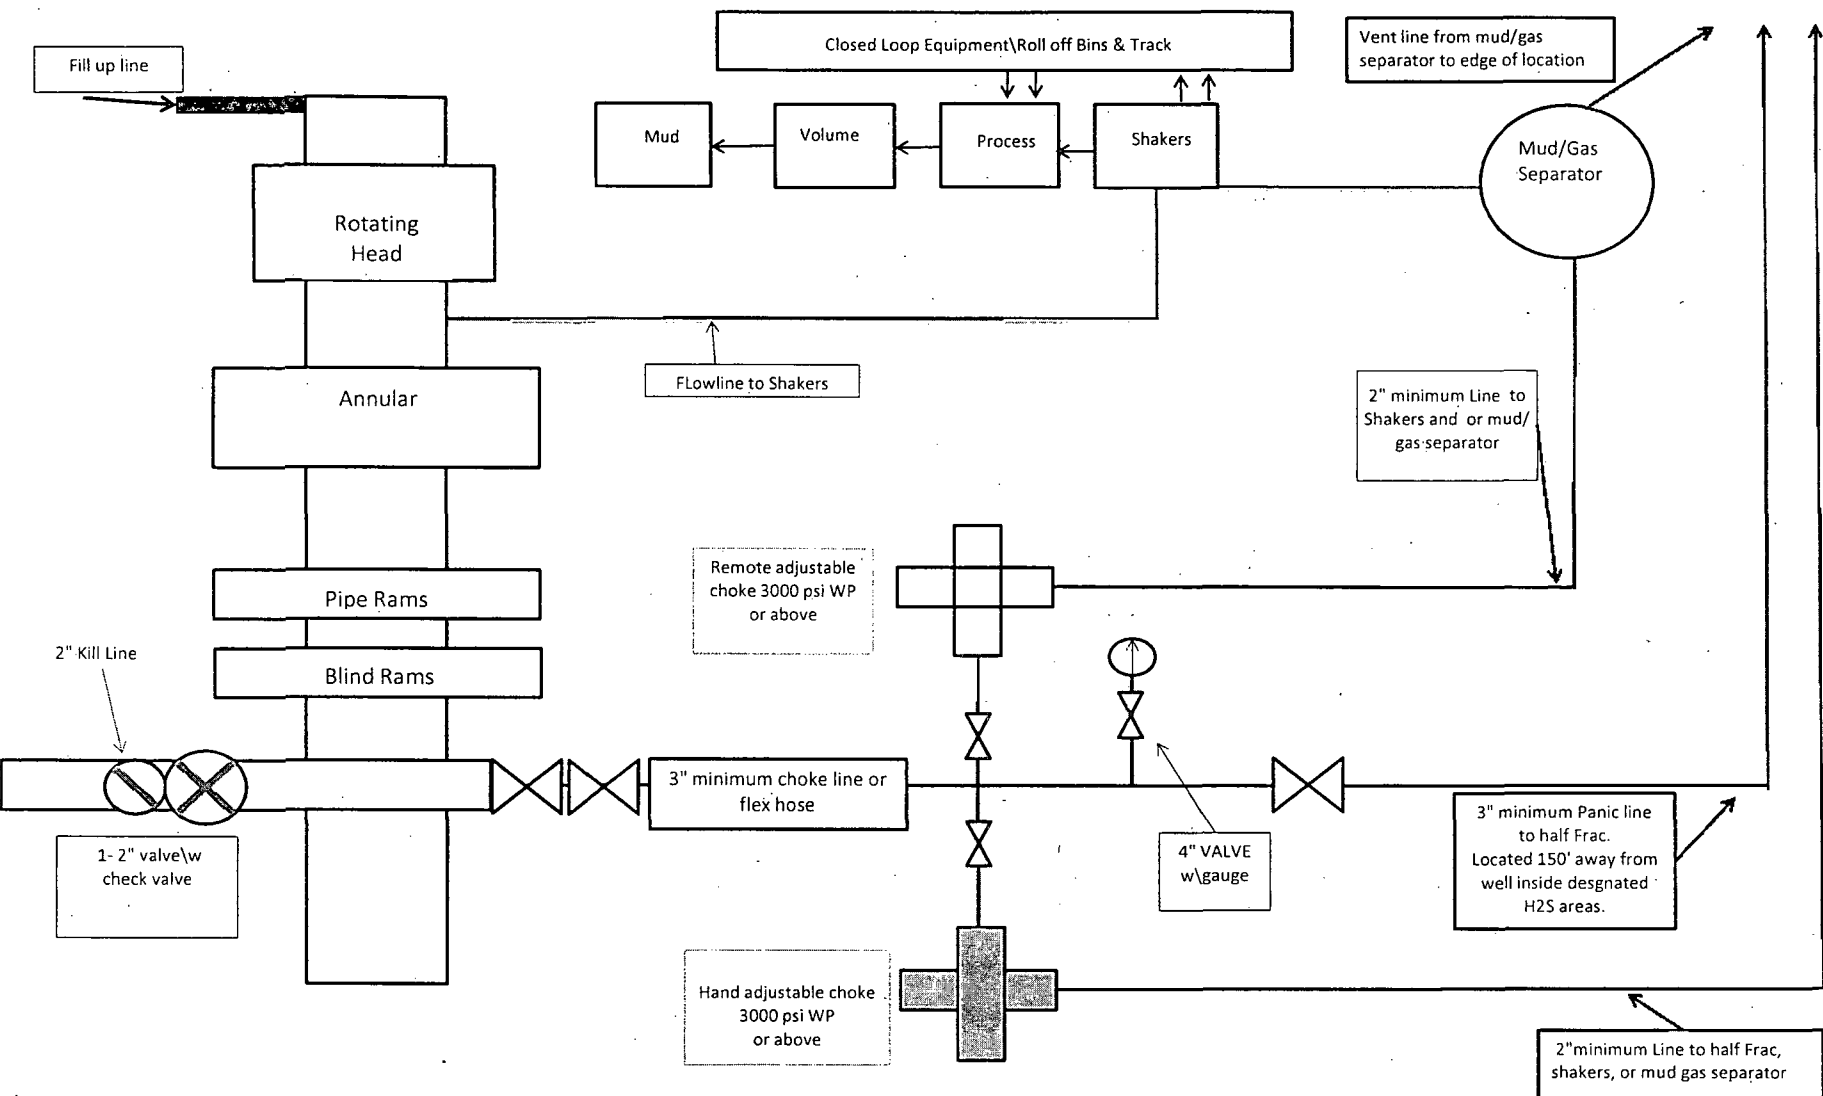 Closed Loop Equipment\Roll off Bins & Track
Vent line from mud/gas
separator to edge of location
Fill up line
Mud
Volume
Process
Shakers
Mud/Gas
Separator
Rotating
Head
FLowline to Shakers
Annular
2" minimum Line to
Shakers and or mud/
gas separator
Remote adjustable
choke 3000 psi WP
or above
Pipe Rams
2" Kill Line
Blind Rams
3" minimum choke line or
flex hose
1- 2" valve\w
check valve
4" VALVE
w\gauge
3" minimum Panic line
to half Frac.
Located 150' away from
well inside desgnated
H2S areas.
Hand adjustable choke
3000 psi WP
or above
2"minimum Line to half Frac,
shakers, or mud gas separator